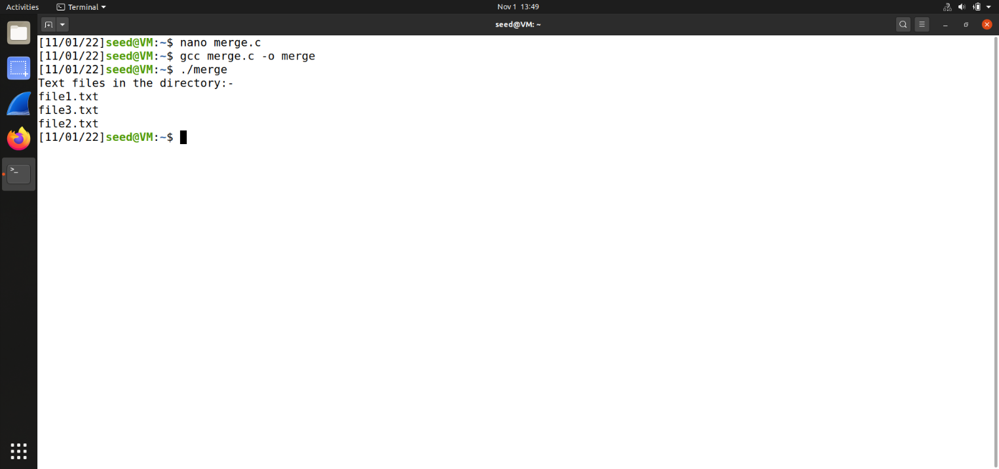 Activities Terminal Nov 1 13:49
seed@VM: ~
[11/01/22]seed@VM:~$ nano merge.c
[11/01/22]seed@VM:~$ gcc merge.c -o merge
[11/01/22]seed@VM:~$ ./merge
Text files in the directory:-
file1.txt
file3.txt
file2.txt
[11/01/22]seed@VM:~$